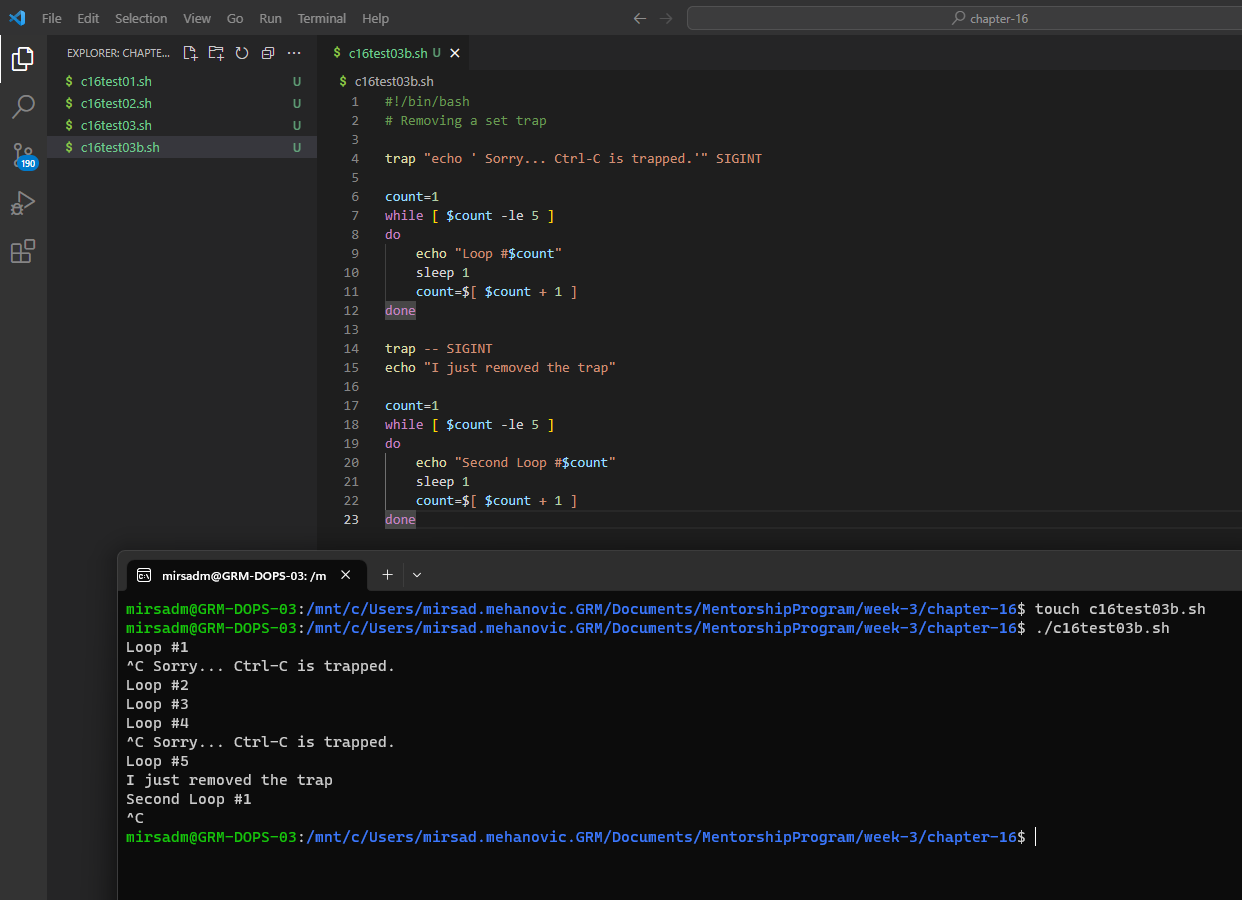 File Edit Selection View Go Run Terminal Help
chapter-16
EXPLORER: CHAPTE...
$ c16test01.sh U
$ c16test02.sh U
$ c16test03.sh U
$ c16test03b.sh U
190
$ c16test03b.sh U
$ c16test03b.sh
1 #!/bin/bash
2 # Removing a set trap
3
4 trap "echo ' Sorry... Ctrl-C is trapped.'" SIGINT
5
6 count=1
7 while [ $count -le 5 ]
8 do
9 echo "Loop #$count"
10 sleep 1
11 count=$[ $count + 1 ]
12 done
13
14 trap -- SIGINT
15 echo "I just removed the trap"
16
17 count=1
18 while [ $count -le 5 ]
19 do
20 echo "Second Loop #$count"
21 sleep 1
22 count=$[ $count + 1 ]
23 done
mirsadm@GRM-DOPS-03: /m
mirsadm@GRM-DOPS-03:/mnt/c/Users/mirsad.mehanovic.GRM/Documents/MentorshipProgram/week-3/chapter-16$ touch c16test03b.sh
mirsadm@GRM-DOPS-03:/mnt/c/Users/mirsad.mehanovic.GRM/Documents/MentorshipProgram/week-3/chapter-16$ ./c16test03b.sh
Loop #1
^C Sorry... Ctrl-C is trapped.
Loop #2
Loop #3
Loop #4
^C Sorry... Ctrl-C is trapped.
Loop #5
I just removed the trap
Second Loop #1
^C
mirsadm@GRM-DOPS-03:/mnt/c/Users/mirsad.mehanovic.GRM/Documents/MentorshipProgram/week-3/chapter-16$